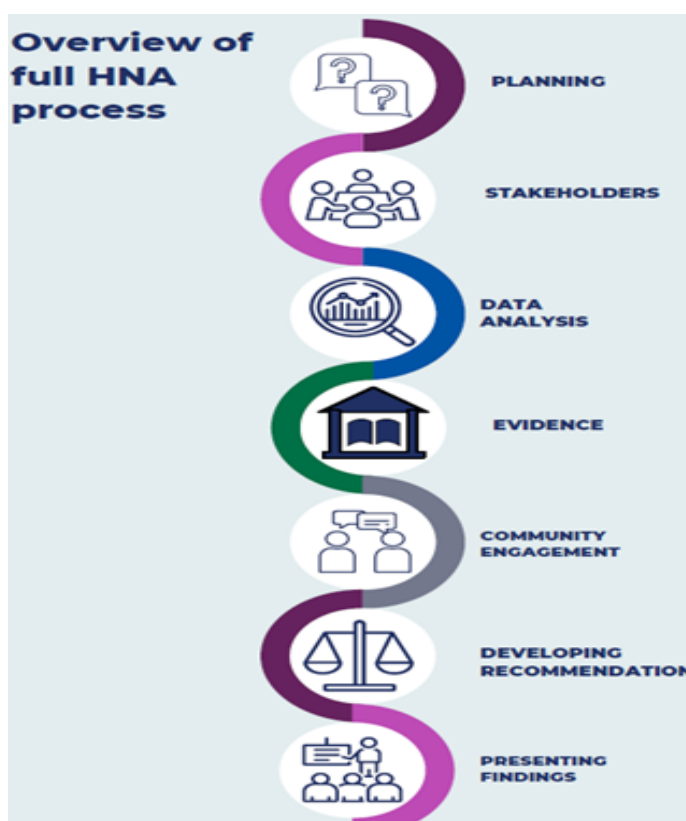 Overview of
full HNA
process
PLANNING
STAKEHOLDERS
DATA
ANALYSIS
EVIDENCE
COMMUNITY
ENGAGEMENT
DEVELOPING
RECOMMENDATION
PRESENTING
FINDINGS